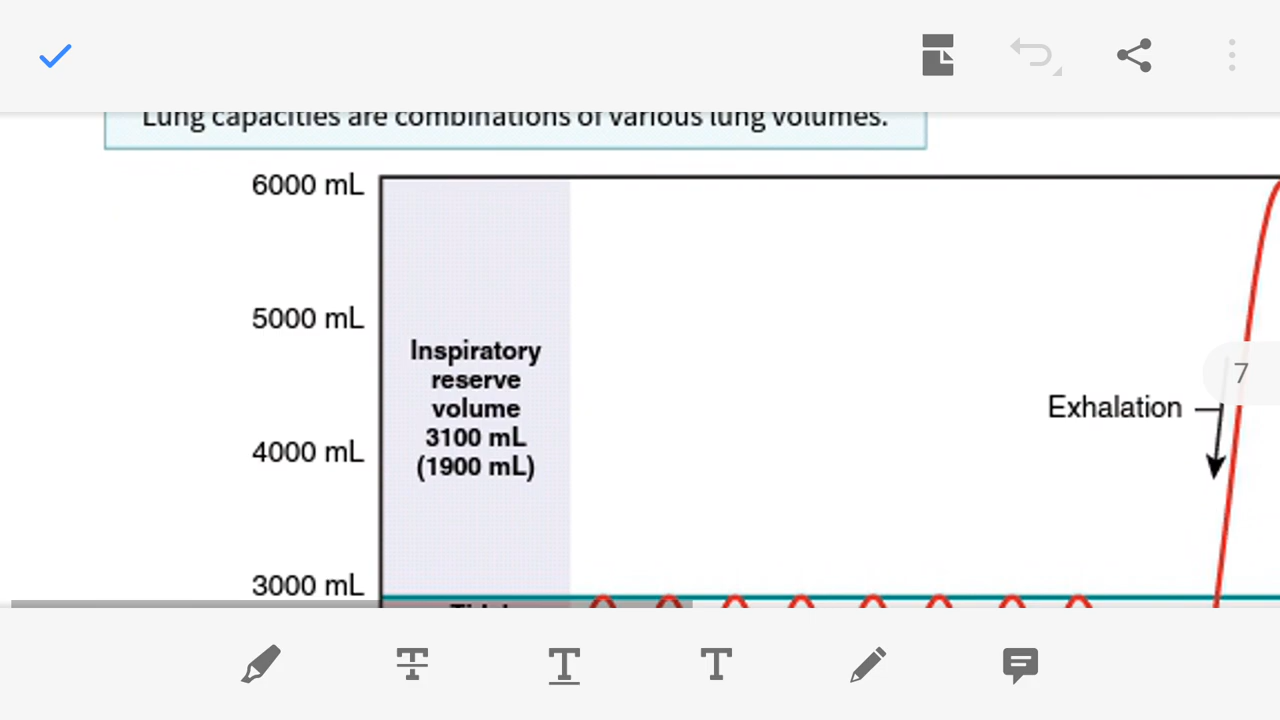 Lung capacities are combinations of various lung volumes.
6000 mL
5000 mL
Inspiratory
reserve
volume
3100 mL
(1900 mL)
7
Exhalation
4000 mL
3000 mL